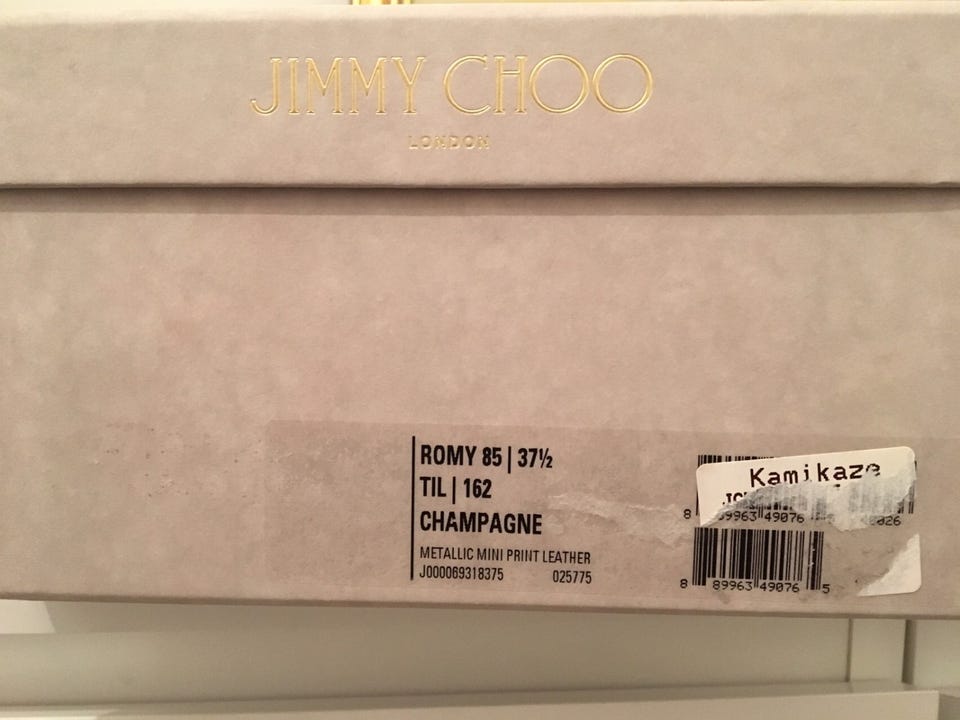 JIMMY CHOO
LONDON
ROMY 85 | 37½
TIL | 162
CHAMPAGNE
METALLIC MINI PRINT LEATHER
J000069318375 025775
Kamikaze
8 89963 49076 5